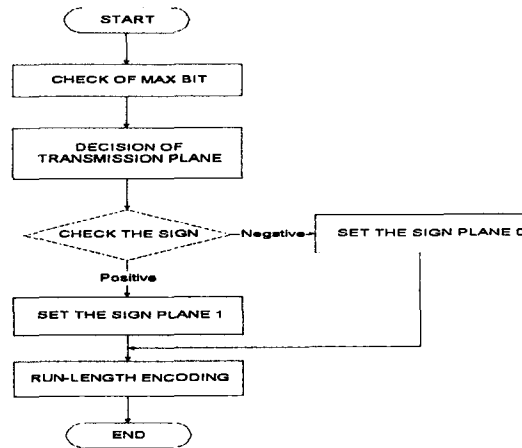 START
CHECK OF MAX BIT
DECISION OF
TRANSMISSION PLANE
CHECK THE SIGN
Negative
SET THE SIGN PLANE 0
Positive
SET THE SIGN PLANE 1
RUN-LENGTH ENCODING
END